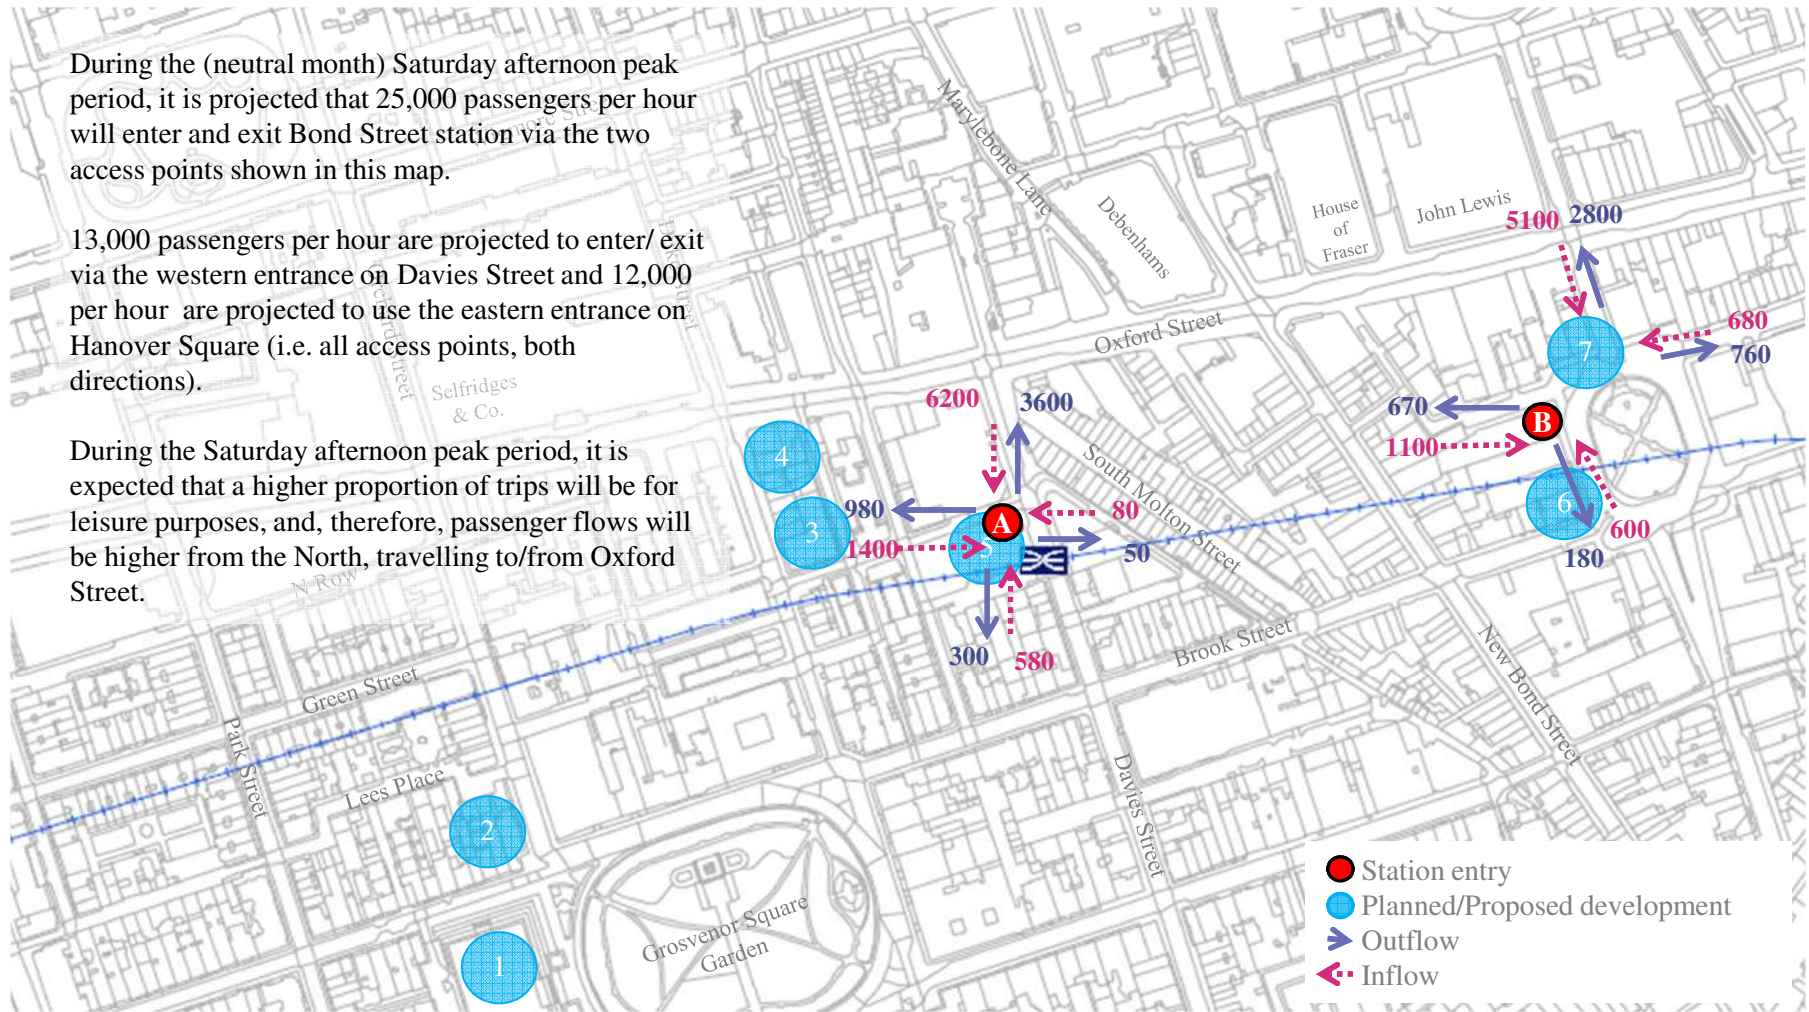 During the (neutral month) Saturday afternoon peak
period, it is projected that 25,000 passengers per hour
will enter and exit Bond Street station via the two
access points shown in this map.
13,000 passengers per hour are projected to enter/ exit
via the western entrance on Davies Street and 12,000
per hour  are projected to use the eastern entrance on
Hanover Square (i.e. all access points, both
directions).
During the Saturday afternoon peak period, it is
expected that a higher proportion of trips will be for
leisure purposes, and, therefore, passenger flows will
be higher from the North, travelling to/from Oxford
Street.
Selfridges
& Co.
N Row
Marylebone Lane
Debenhams
House
of
Fraser
John Lewis
Oxford Street
South Molton Street
Brook Street
New Bond Street
Davies Street
Green Street
Park Street
Lees Place
Grosvenor Square
Garden
5100
2800
7
680
760
670
B
1100
6
600
180
6200
3600
4
980
A
80
3
1400
5
50
300
580
2
1
Station entry
Planned/Proposed development
Outflow
Inflow